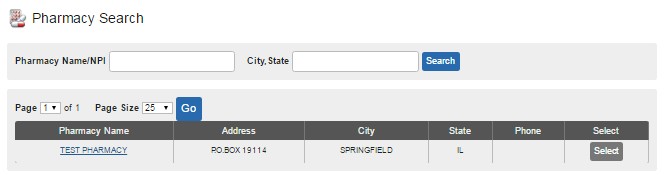 Pharmacy Search
Pharmacy Name/NPI City,State Search
Page 1 of 1 Page Size 25 Go
Pharmacy Name Address City State Phone Select
TEST PHARMACY P.O.BOX 19114 SPRINGFIELD IL Select